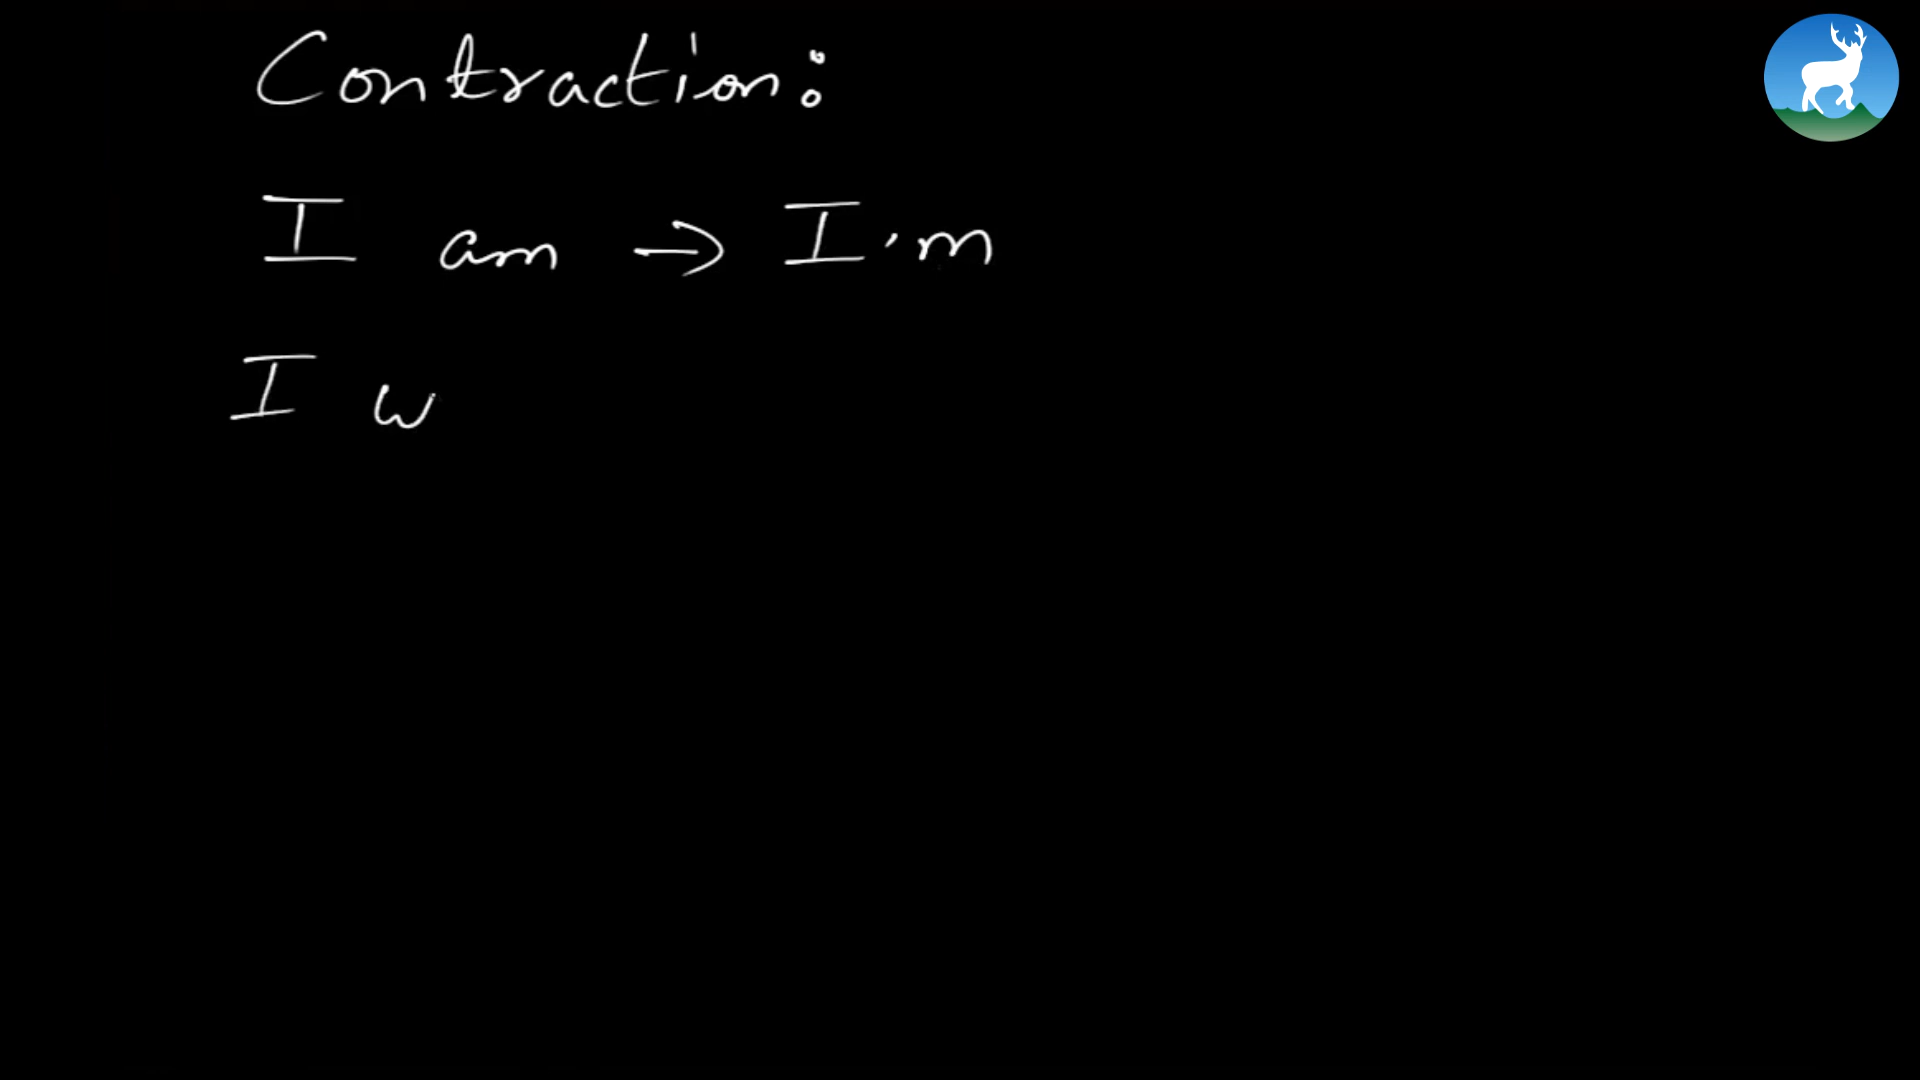 Contraction:
I am → I'm
I w